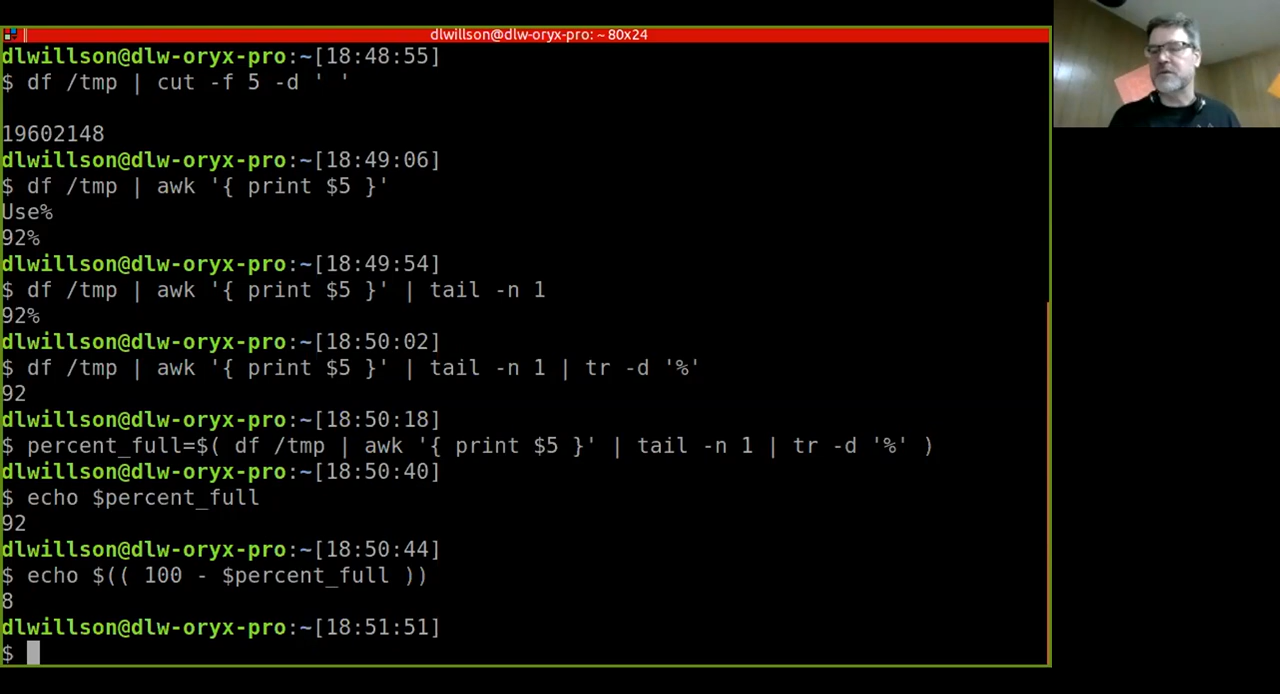 dlwillson@dlw-oryx-pro: ~ 80x24
dlwillson@dlw-oryx-pro:~[18:48:55]
$ df /tmp | cut -f 5 -d ' '
19602148
dlwillson@dlw-oryx-pro:~[18:49:06]
$ df /tmp | awk '{ print $5 }'
Use%
92%
dlwillson@dlw-oryx-pro:~[18:49:54]
$ df /tmp | awk '{ print $5 }' | tail -n 1
92%
dlwillson@dlw-oryx-pro:~[18:50:02]
$ df /tmp | awk '{ print $5 }' | tail -n 1 | tr -d '%'
92
dlwillson@dlw-oryx-pro:~[18:50:18]
$ percent_full=$( df /tmp | awk '{ print $5 }' | tail -n 1 | tr -d '%' )
dlwillson@dlw-oryx-pro:~[18:50:40]
$ echo $percent_full
92
dlwillson@dlw-oryx-pro:~[18:50:44]
$ echo $(( 100 - $percent_full ))
8
dlwillson@dlw-oryx-pro:~[18:51:51]
$